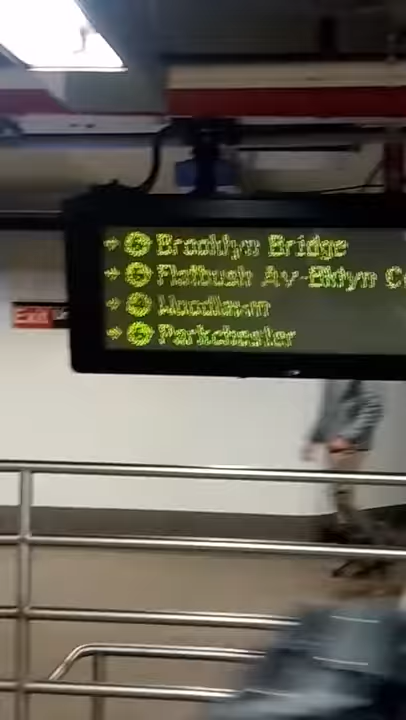 Brooklyn Bridge
Flatbush Av-Bklyn C
Woodlawn
Parkchester
Exit